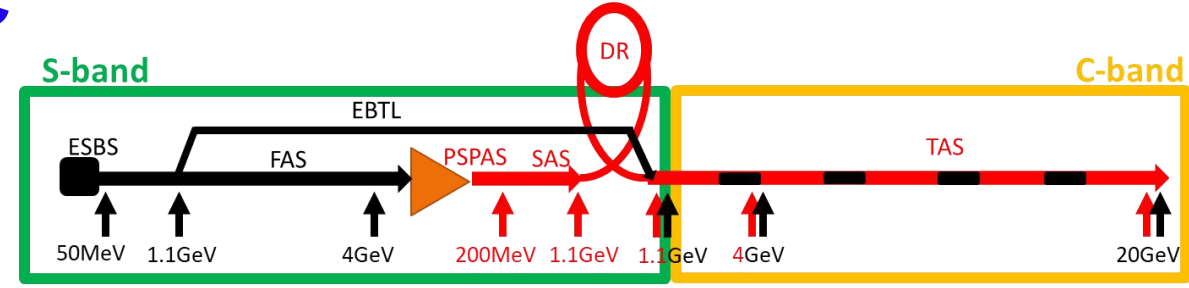 S-band
C-band
DR
EBTL
ESBS
FAS
PSPAS
SAS
TAS
50MeV
1.1GeV
4GeV
200MeV
1.1GeV
1.1GeV
4GeV
20GeV